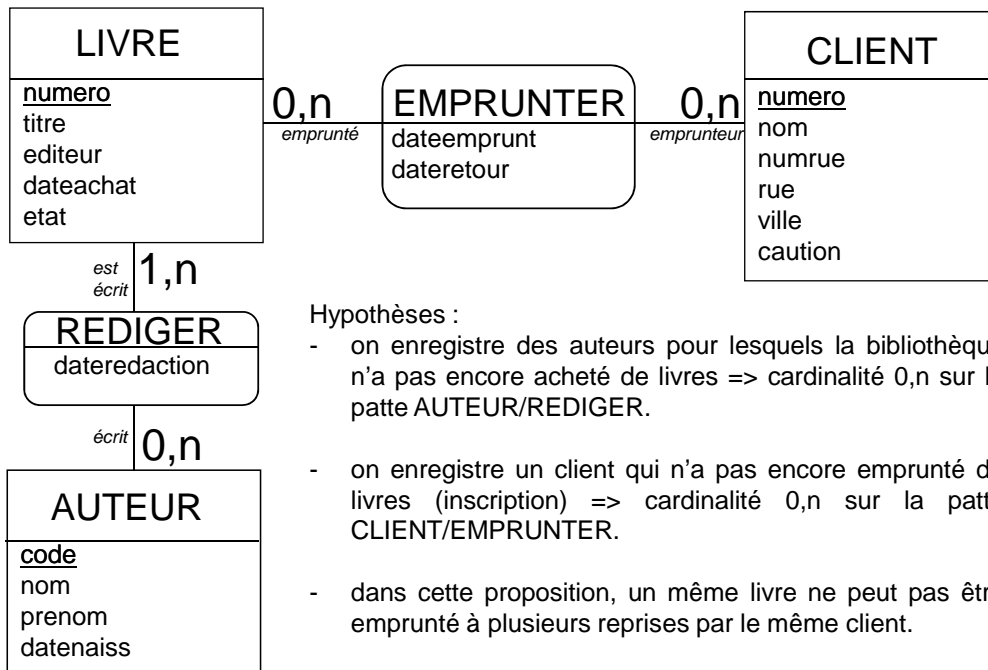 LIVRE
numero
titre
editeur
dateachat
etat
0,n
emprunté
EMPRUNTER
dateemprunt
dateretour
0,n
emprunteur
CLIENT
numero
nom
numrue
rue
ville
caution
est
écrit
1,n
REDIGER
dateredaction
écrit
0,n
AUTEUR
code
nom
prenom
datenaiss
Hypothèses :
- on enregistre des auteurs pour lesquels la bibliothèqu
n'a pas encore acheté de livres => cardinalité 0,n sur l
patte AUTEUR/REDIGER.
- on enregistre un client qui n'a pas encore emprunté d
livres (inscription) => cardinalité 0,n sur la patt
CLIENT/EMPRUNTER.
- dans cette proposition, un même livre ne peut pas êtr
emprunté à plusieurs reprises par le même client.